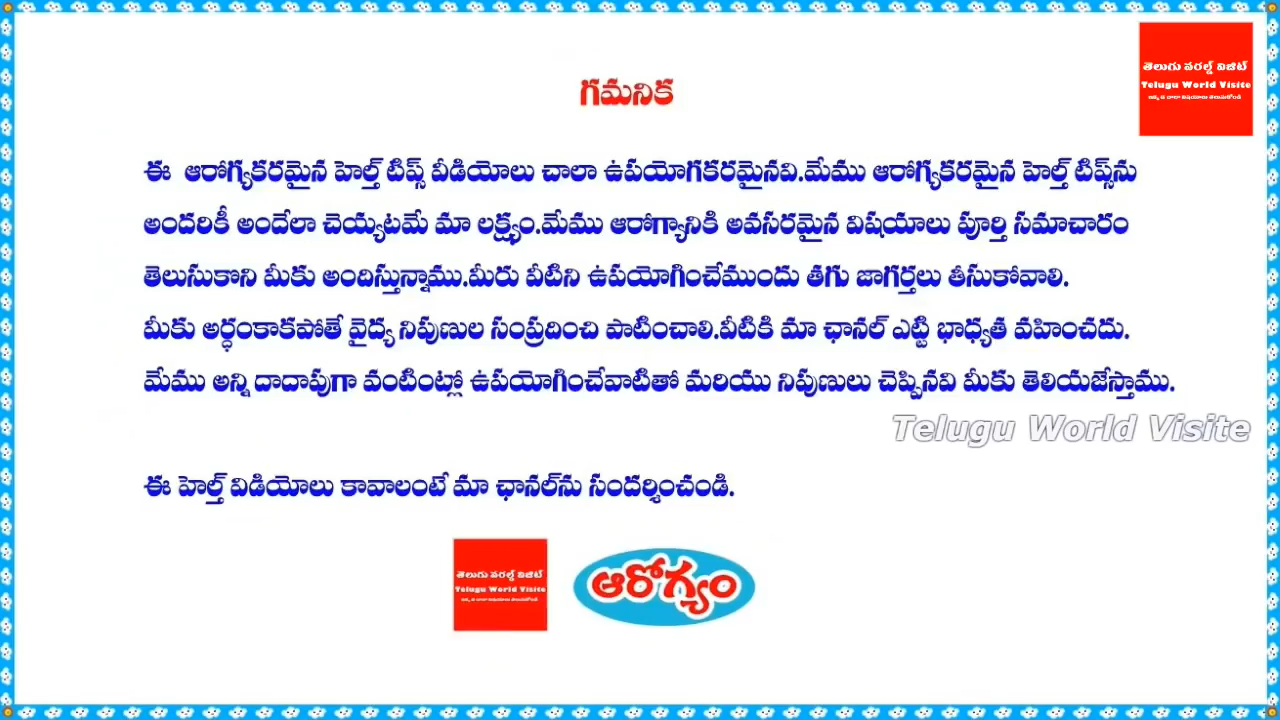 తెలుగు వరల్డ్ విజిట్
Telugu World Visite
గమనిక
ఈ ఆరోగ్యకరమైన హెల్త్ టిప్స్ వీడియోలు చాలా ఉపయోగకరమైనవి.మేము ఆరోగ్యకరమైన హెల్త్ టిప్స్‌ను
అందరికీ అందేలా చెయ్యటమే మా లక్ష్యం.మేము ఆరోగ్యానికి అవసరమైన విషయాలు పూర్తి సమాచారం
తెలుసుకొని మీకు అందిస్తున్నాము.మీరు వీటిని ఉపయోగించేముందు తగు జాగర్తలు తీసుకోవాలి.
మీకు అర్ధంకాకపోతే వైద్య నిపుణుల సంప్రదించి పాటించాలి.వీటికి మా ఛానల్ ఎట్టి భాధ్యత వహించదు.
మేము అన్ని దాదాపుగా వంటింట్లో ఉపయోగించేవాటితో మరియు నిపుణులు చెప్పినవి మీకు తెలియజేస్తాము.
Telugu World Visite
ఈ హెల్త్ విడియోలు కావాలంటే మా ఛానల్‌ను సందర్శించండి.
తెలుగు వరల్డ్ విజిట్
Telugu World Visite
ఆరోగ్యం